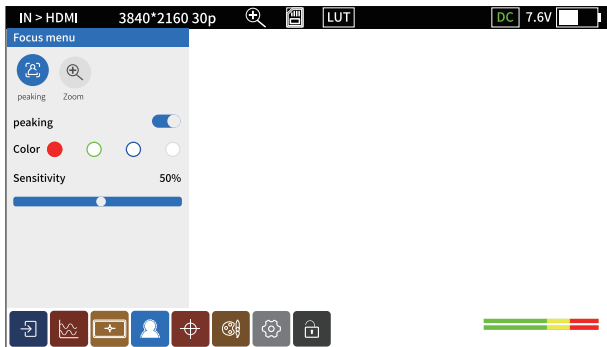 IN > HDMI 3840*2160 30p LUT DC 7.6V
Focus menu
peaking Zoom
peaking
Color
Sensitivity 50%